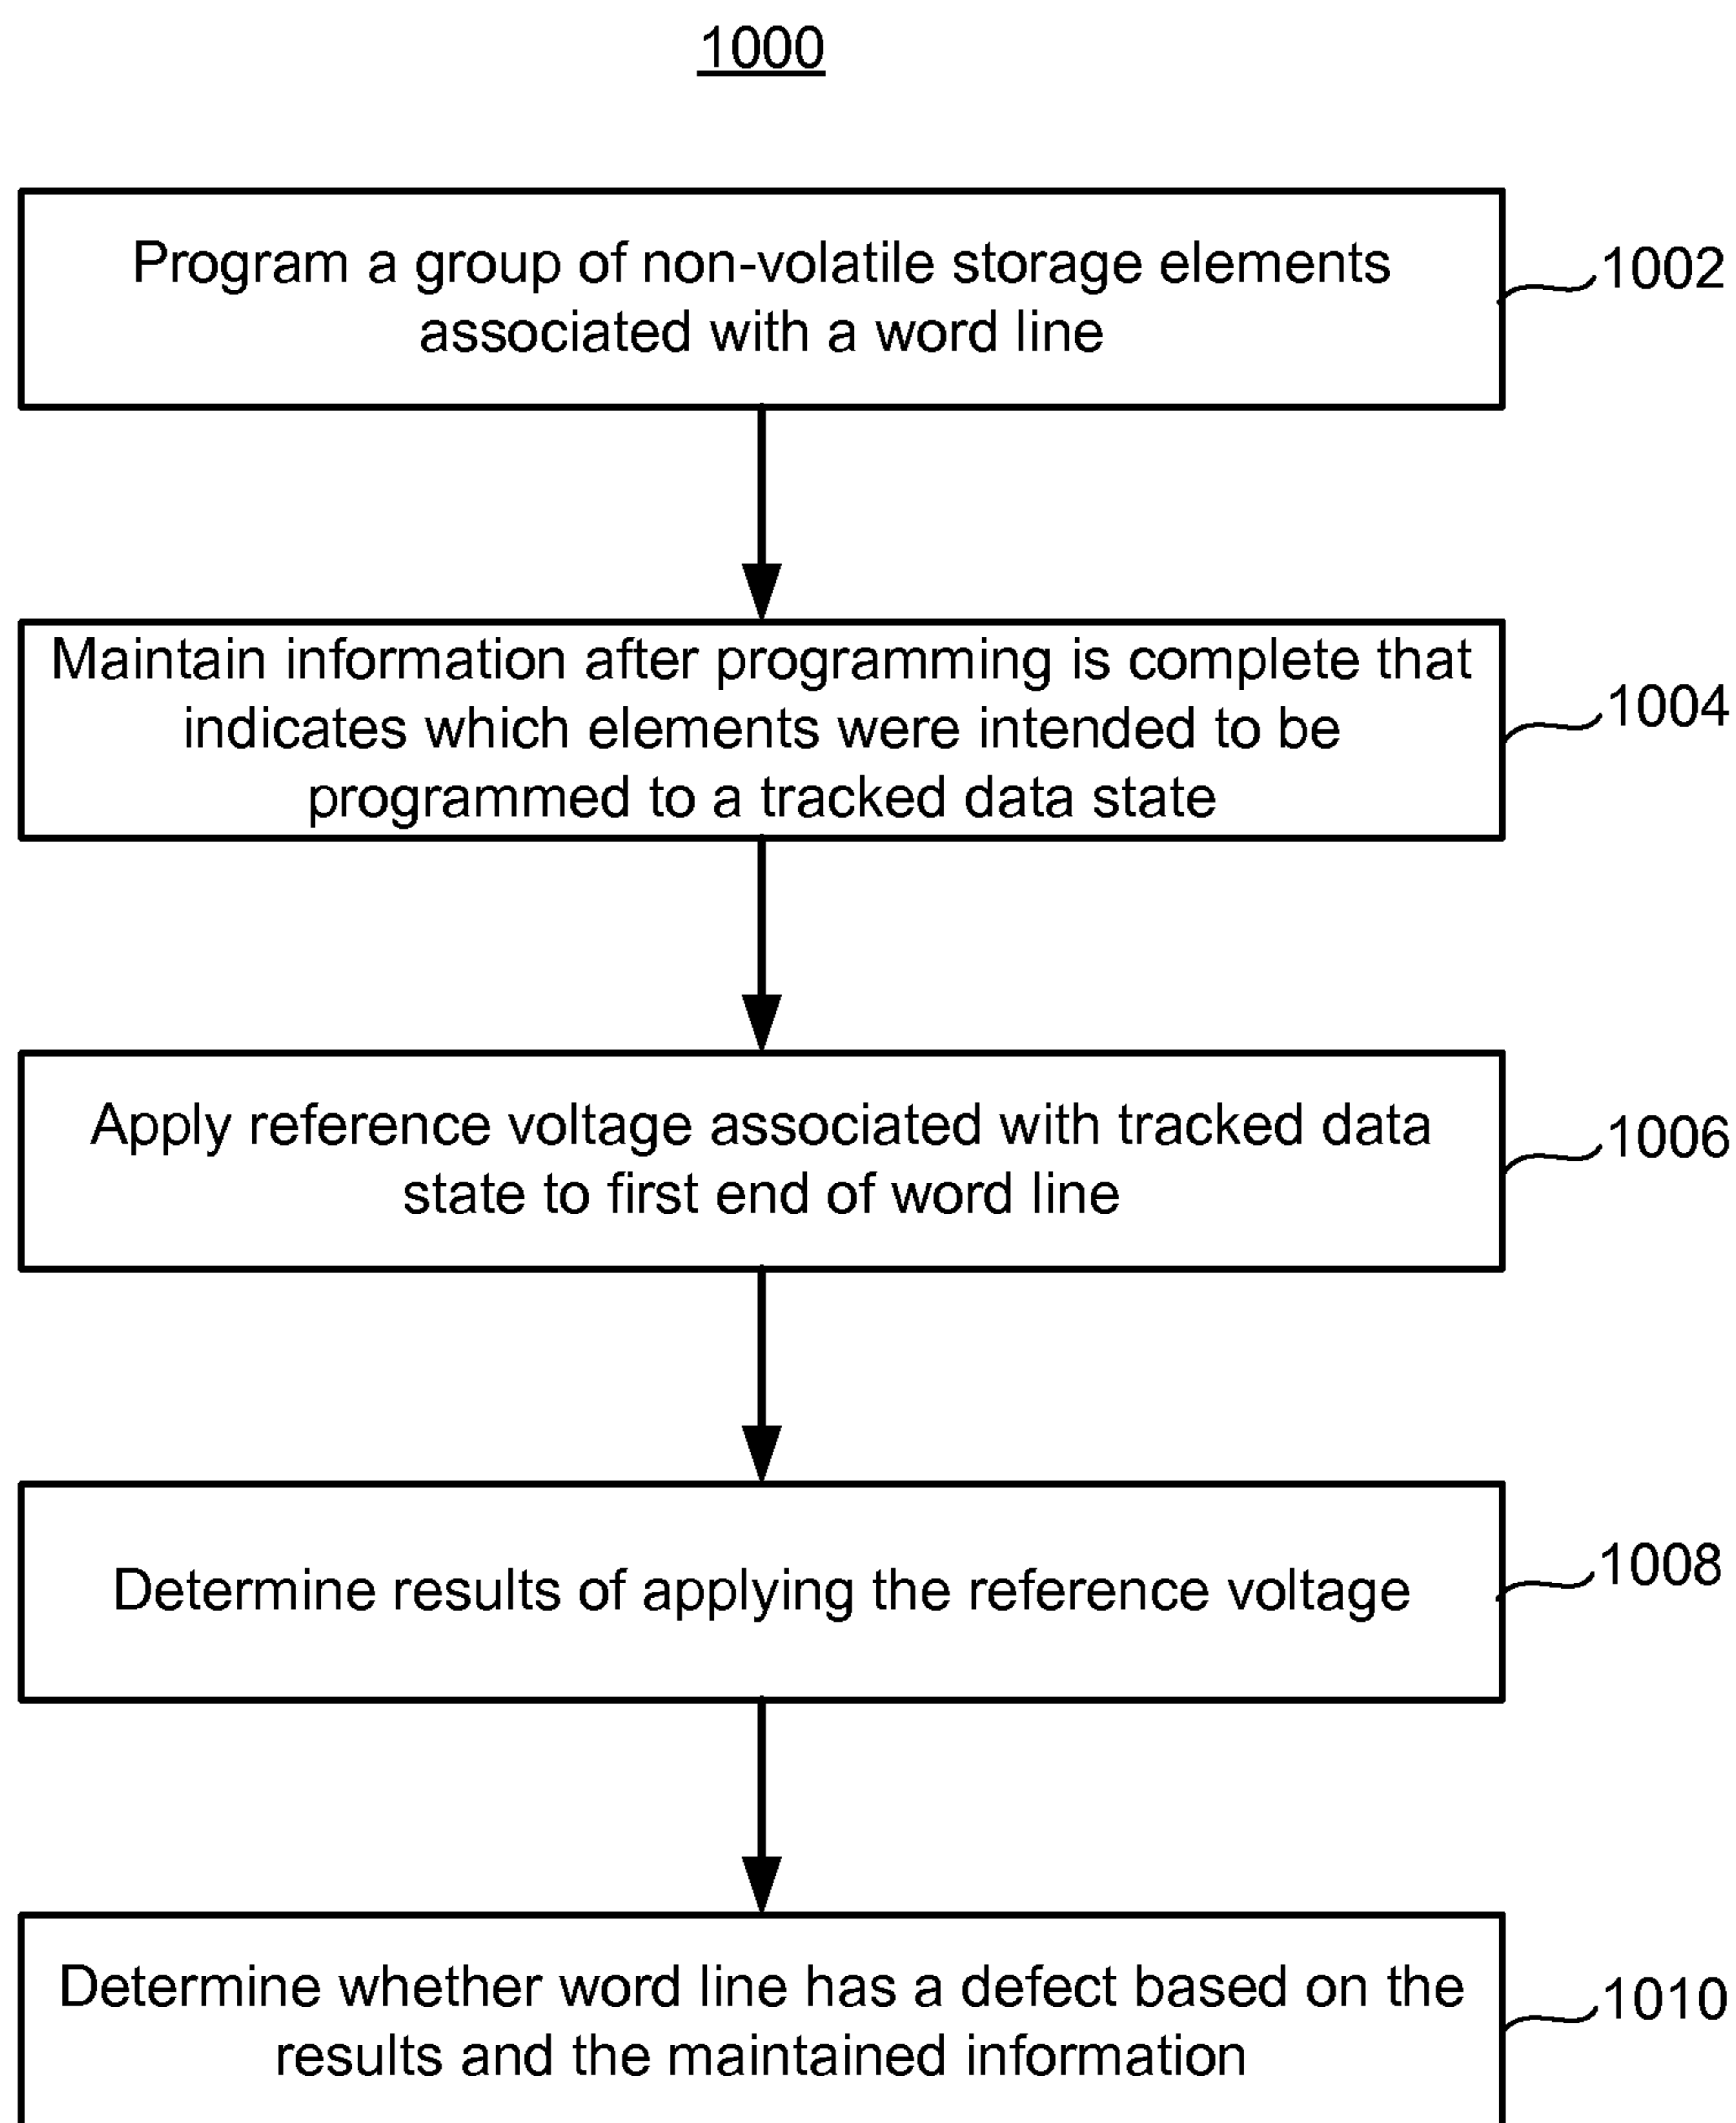 1000
Program a group of non-volatile storage elements
associated with a word line
1002
Maintain information after programming is complete that
indicates which elements were intended to be
programmed to a tracked data state
1004
Apply reference voltage associated with tracked data
state to first end of word line
1006
Determine results of applying the reference voltage
1008
Determine whether word line has a defect based on the
results and the maintained information
1010